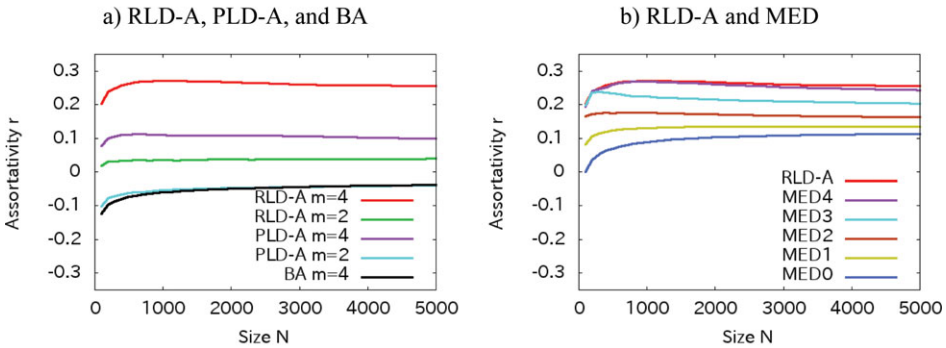 a) RLD-A, PLD-A, and BA
Assortativity r
0.3
0.2
0.1
0
-0.1
-0.2
-0.3
RLD-A m=4
RLD-A m=2
PLD-A m=4
PLD-A m=2
BA m=4
0 1000 2000 3000 4000 5000
Size N
b) RLD-A and MED
Assortativity r
0.3
0.2
0.1
0
-0.1
-0.2
-0.3
RLD-A
MED4
MED3
MED2
MED1
MED0
0 1000 2000 3000 4000 5000
Size N